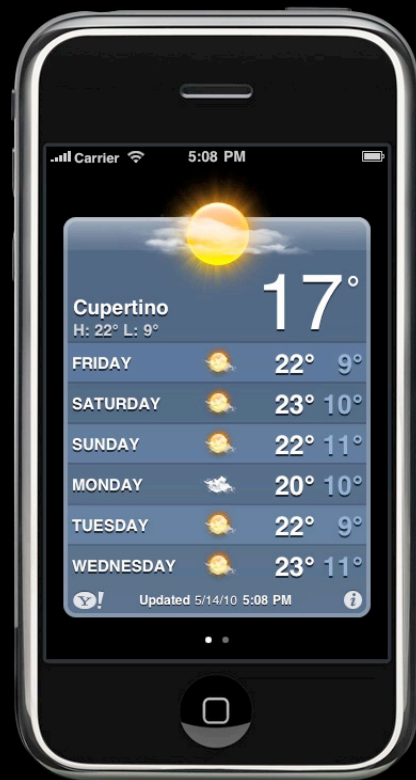 Carrier 5:08 PM
17°
Cupertino
H: 22° L: 9°
FRIDAY 22° 9°
SATURDAY 23° 10°
SUNDAY 22° 11°
MONDAY 20° 10°
TUESDAY 22° 9°
WEDNESDAY 23° 11°
Y! Updated 5/14/10 5:08 PM i